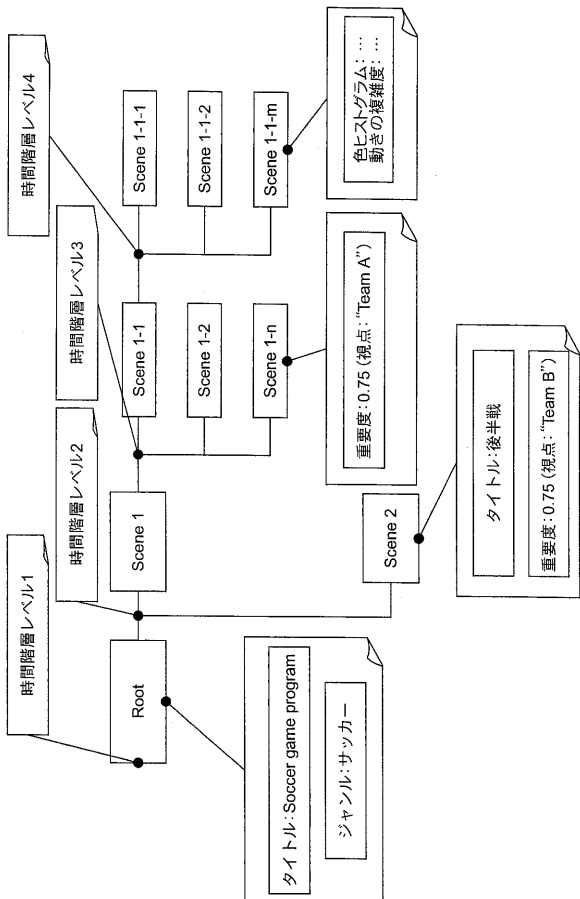 時間階層レベル1
時間階層レベル2
時間階層レベル3
時間階層レベル4
Root
Scene 1
Scene 1-1
Scene 1-1-1
Scene 1-2
Scene 1-1-2
Scene 1-n
Scene 1-1-m
Scene 2
タイトル:Soccer game program
ジャンル:サッカー
重要度:0.75 (視点:“Team A”)
色ヒストグラム: …
動きの複雑度: …
タイトル:後半戦
重要度:0.75 (視点:“Team B”)